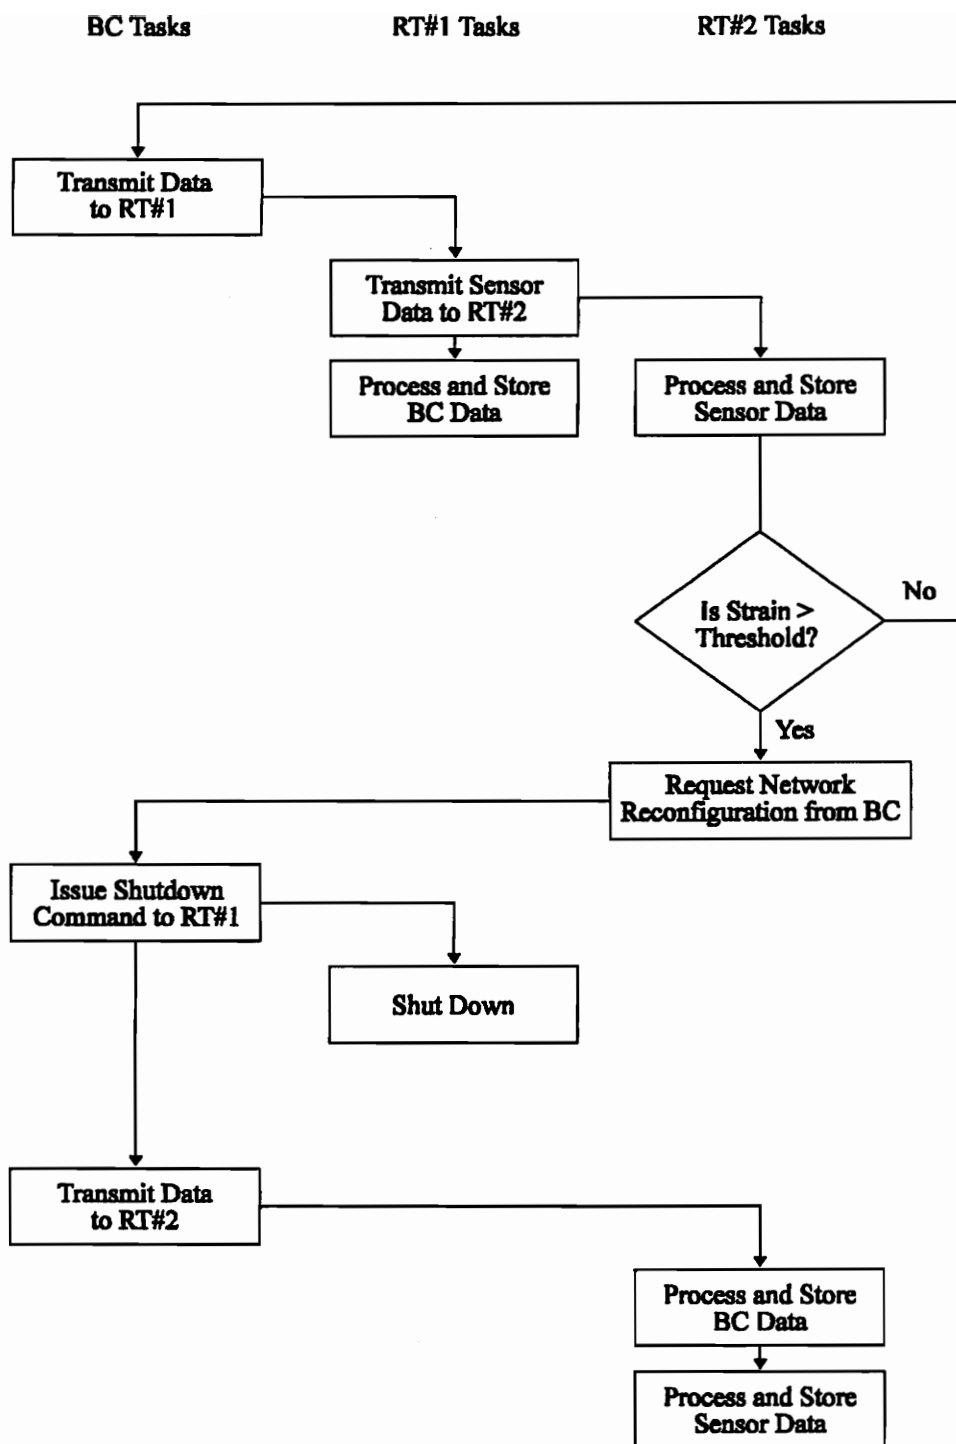 BC Tasks
RT#1 Tasks
RT#2 Tasks
Transmit Data
to RT#1
Transmit Sensor
Data to RT#2
Process and Store
BC Data
Process and Store
Sensor Data
Is Strain >
Threshold?
No
Yes
Request Network
Reconfiguration from BC
Issue Shutdown
Command to RT#1
Shut Down
Transmit Data
to RT#2
Process and Store
BC Data
Process and Store
Sensor Data